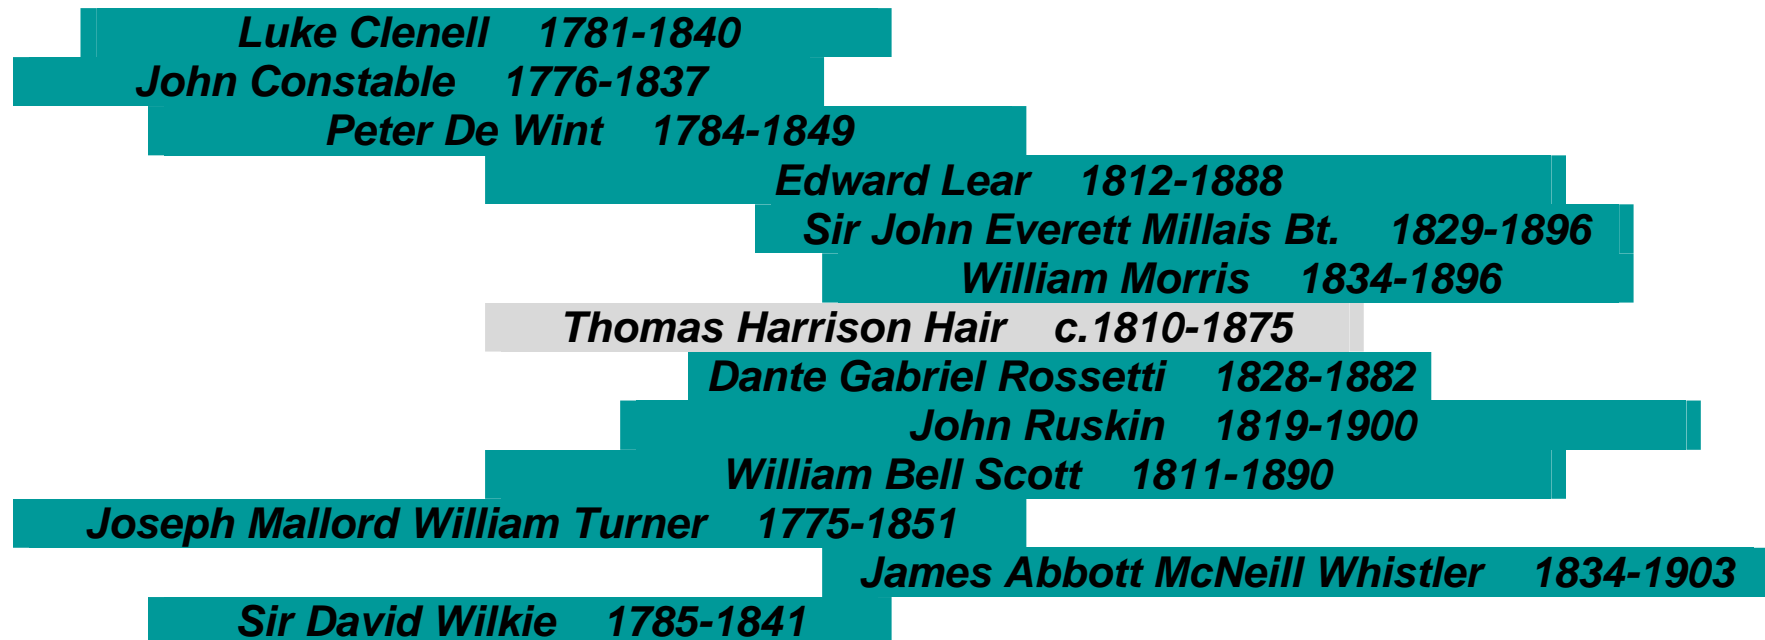 Luke Clenell 1781-1840
John Constable 1776-1837
Peter De Wint 1784-1849
Edward Lear 1812-1888
Sir John Everett Millais Bt. 1829-1896
William Morris 1834-1896
Thomas Harrison Hair c.1810-1875
Dante Gabriel Rossetti 1828-1882
John Ruskin 1819-1900
William Bell Scott 1811-1890
Joseph Mallord William Turner 1775-1851
James Abbott McNeill Whistler 1834-1903
Sir David Wilkie 1785-1841